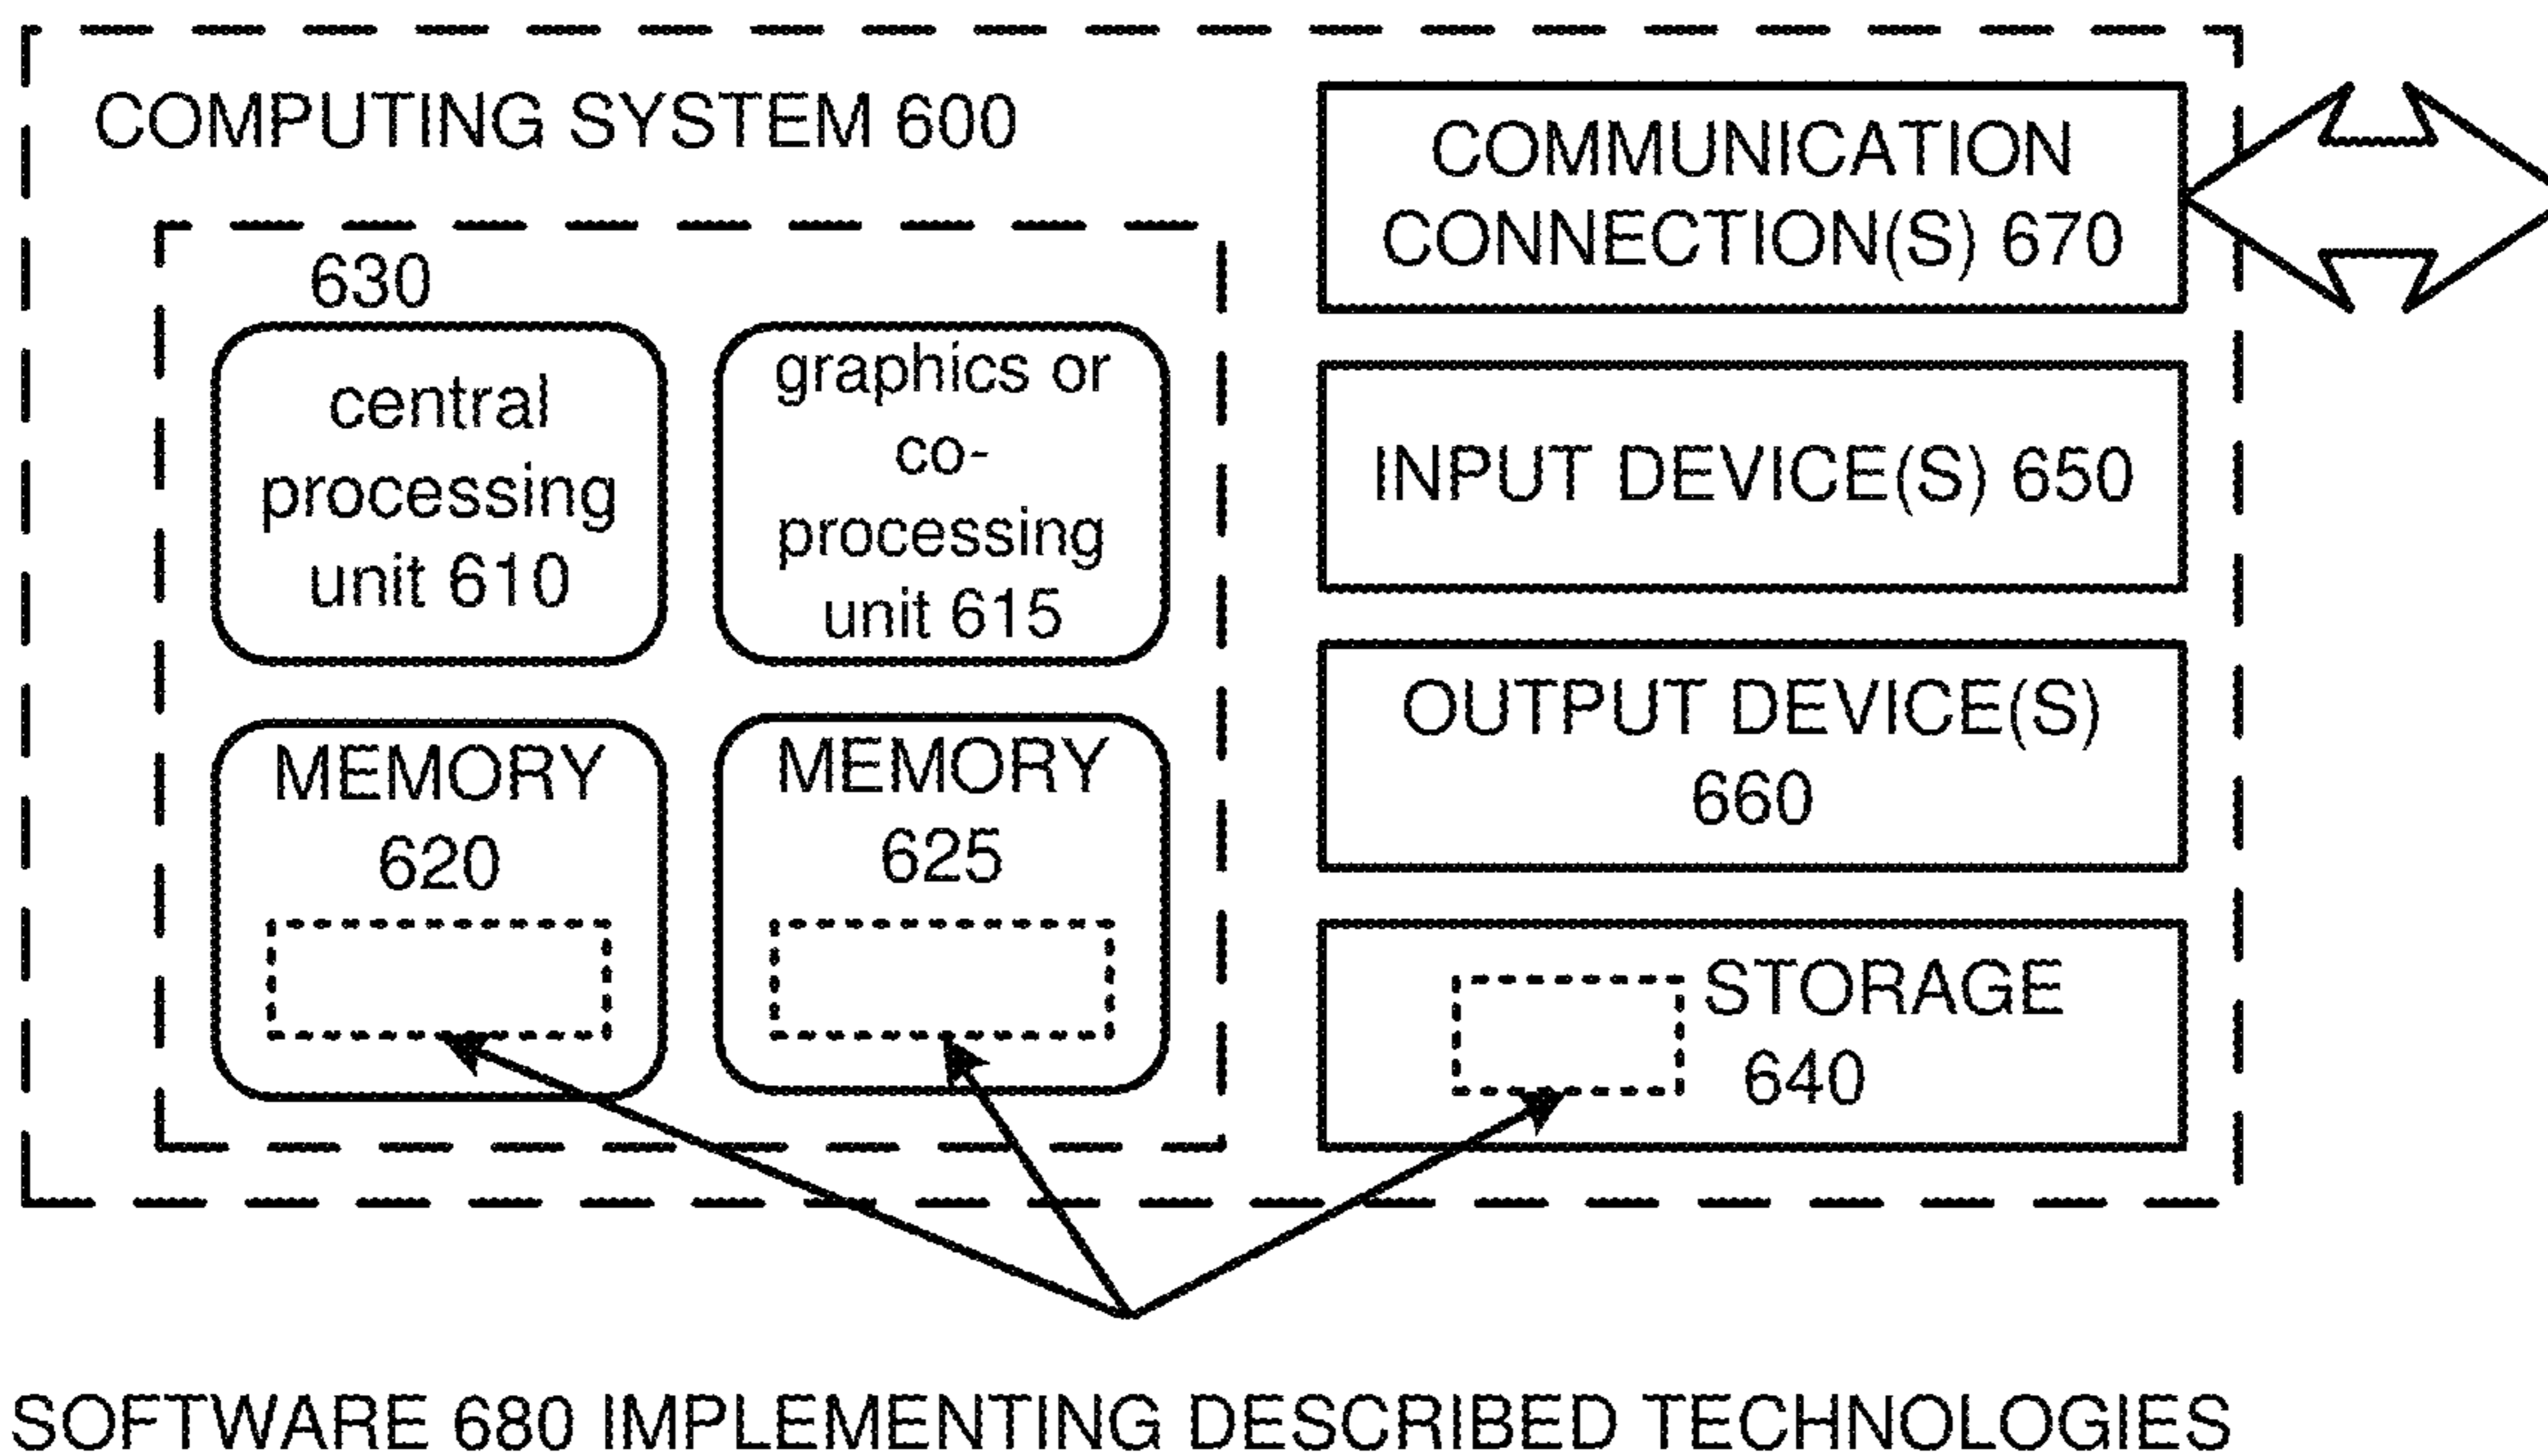 COMPUTING SYSTEM 600
630
central
processing
unit 610
graphics or
co-
processing
unit 615
MEMORY
620
MEMORY
625
COMMUNICATION
CONNECTION(S) 670
INPUT DEVICE(S) 650
OUTPUT DEVICE(S)
660
STORAGE
640
SOFTWARE 680 IMPLEMENTING DESCRIBED TECHNOLOGIES